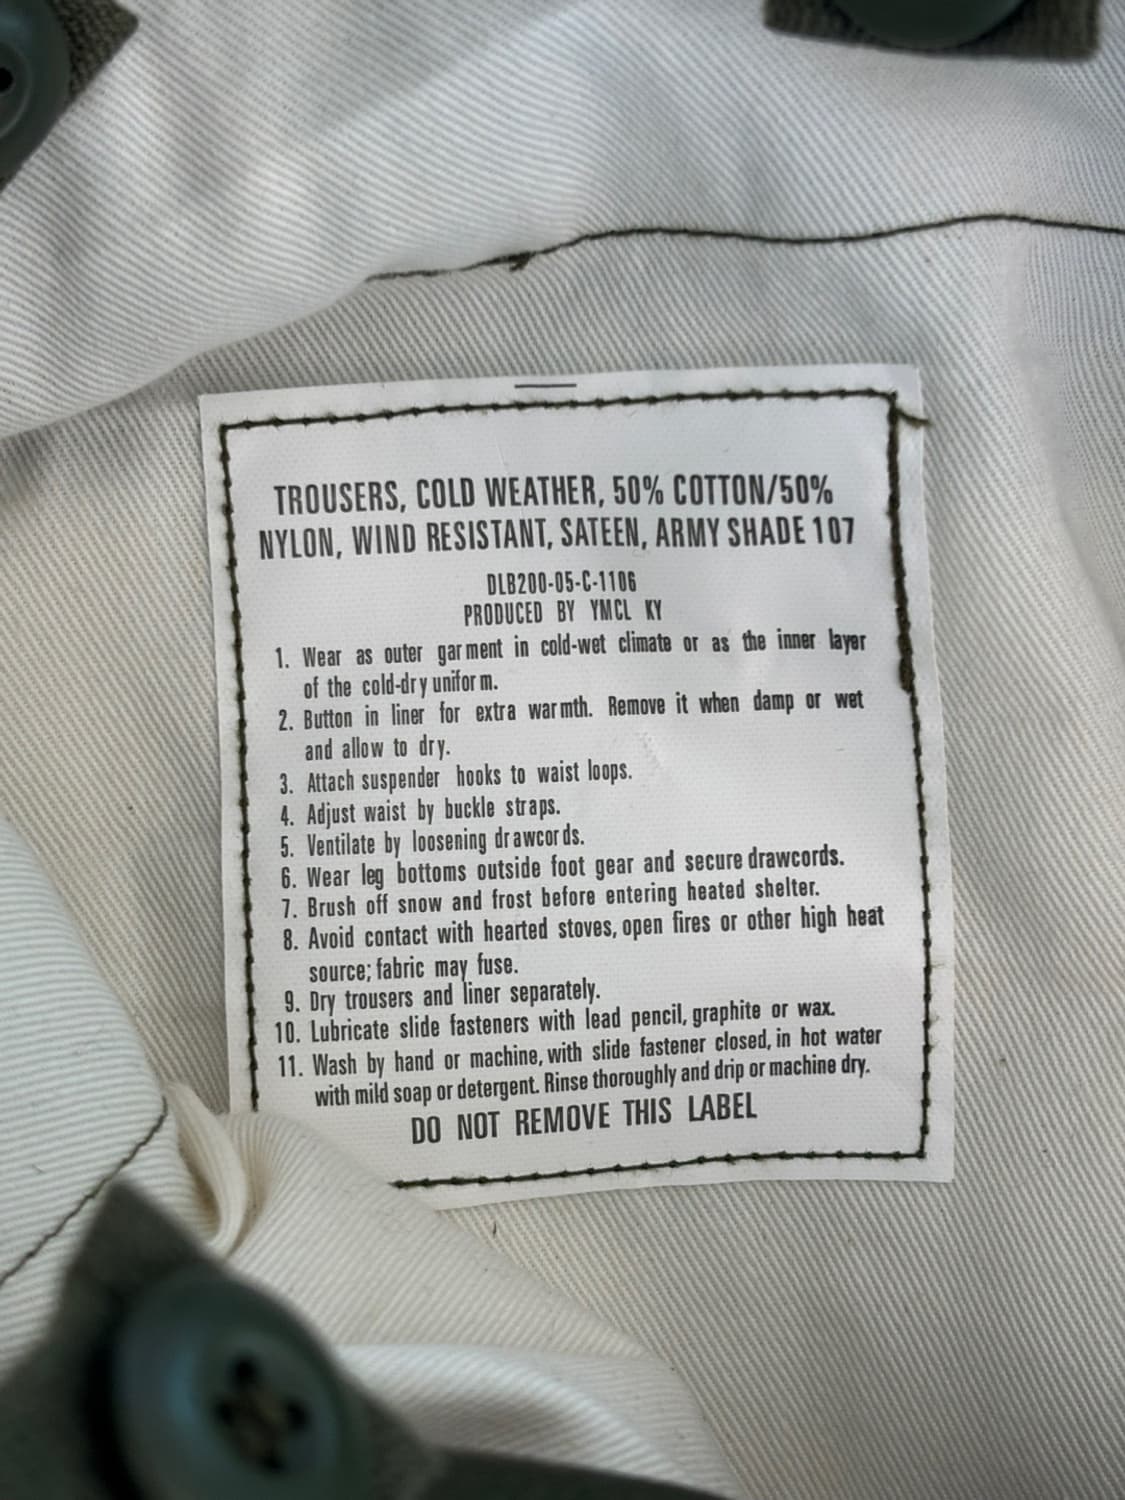 TROUSERS, COLD WEATHER, 50% COTTON/50%
NYLON, WIND RESISTANT, SATEEN, ARMY SHADE 107
DLB200-05-C-1106
PRODUCED BY YMCL KY
1. Wear as outer garment in cold-wet climate or as the inner layer
of the cold-dry uniform.
2. Button in liner for extra warmth. Remove it when damp or wet
and allow to dry.
3. Attach suspender hooks to waist loops.
4. Adjust waist by buckle straps.
5. Ventilate by loosening drawcords.
6. Wear leg bottoms outside foot gear and secure drawcords.
7. Brush off snow and frost before entering heated shelter.
8. Avoid contact with hearted stoves, open fires or other high heat
source; fabric may fuse.
9. Dry trousers and liner separately.
10. Lubricate slide fasteners with lead pencil, graphite or wax.
11. Wash by hand or machine, with slide fastener closed, in hot water
with mild soap or detergent. Rinse thoroughly and drip or machine dry.
DO NOT REMOVE THIS LABEL